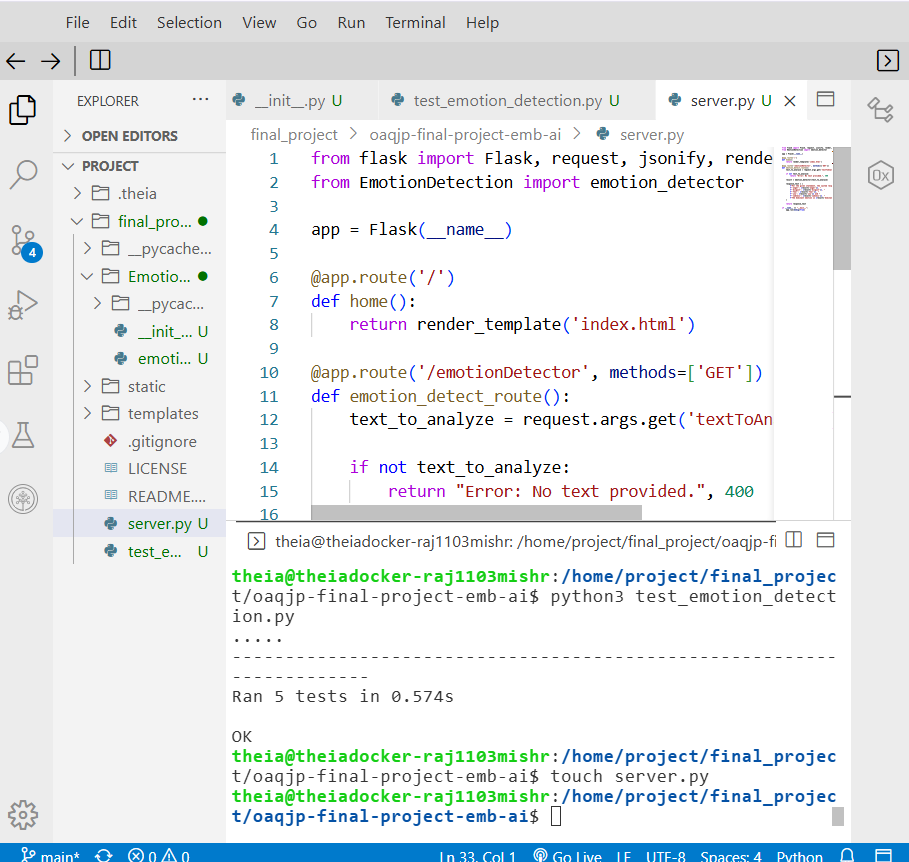 File Edit Selection View Go Run Terminal Help
EXPLORER ...
OPEN EDITORS
PROJECT
.theia
final_pro...
__pycache...
Emotio...
__pycac...
__init_... U
emoti... U
static
templates
.gitignore
LICENSE
README....
server.py U
test_e... U
4
__init__.py U test_emotion_detection.py U server.py U
final_project > oaqjp-final-project-emb-ai > server.py
1 from flask import Flask, request, jsonify, rende
2 from EmotionDetection import emotion_detector
3
4 app = Flask(__name__)
5
6 @app.route('/')
7 def home():
8 return render_template('index.html')
9
10 @app.route('/emotionDetector', methods=['GET'])
11 def emotion_detect_route():
12 text_to_analyze = request.args.get('textToAn
13
14 if not text_to_analyze:
15 return "Error: No text provided.", 400
16
0x
theia@theiadocker-raj1103mishr: /home/project/final_project/oaqjp-fi
theia@theiadocker-raj1103mishr:/home/project/final_projec
t/oaqjp-final-project-emb-ai$ python3 test_emotion_detect
ion.py
.....
----------------------------------------------------------------------
Ran 5 tests in 0.574s
OK
theia@theiadocker-raj1103mishr:/home/project/final_projec
t/oaqjp-final-project-emb-ai$ touch server.py
theia@theiadocker-raj1103mishr:/home/project/final_projec
t/oaqjp-final-project-emb-ai$
main* 0 0 Ln 33, Col 1 Go Live LF UTF-8 Spaces: 4 Python